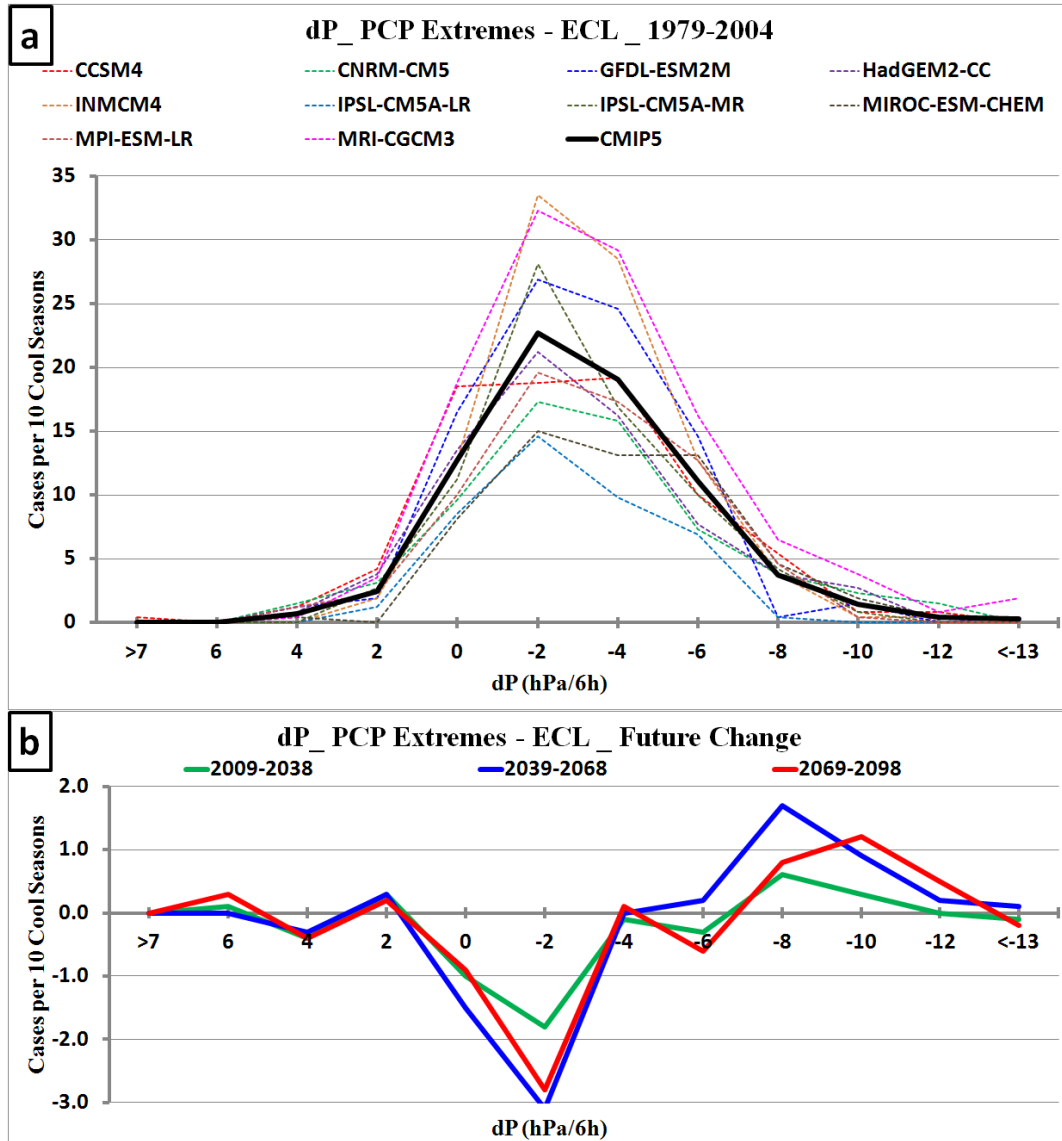 a
dP_ PCP Extremes - ECL _ 1979-2004
CCSM4 CNRM-CM5 GFDL-ESM2M HadGEM2-CC
INMCM4 IPSL-CM5A-LR IPSL-CM5A-MR MIROC-ESM-CHEM
MPI-ESM-LR MRI-CGCM3 CMIP5
Cases per 10 Cool Seasons
35
30
25
20
15
10
5
0
>7 6 4 2 0 -2 -4 -6 -8 -10 -12 <-13
dP (hPa/6h)
b
dP_ PCP Extremes - ECL _ Future Change
2009-2038 2039-2068 2069-2098
Cases per 10 Cool Seasons
2.0
1.0
0.0
-1.0
-2.0
-3.0
>7 6 4 2 0 -2 -4 -6 -8 -10 -12 <-13
dP (hPa/6h)